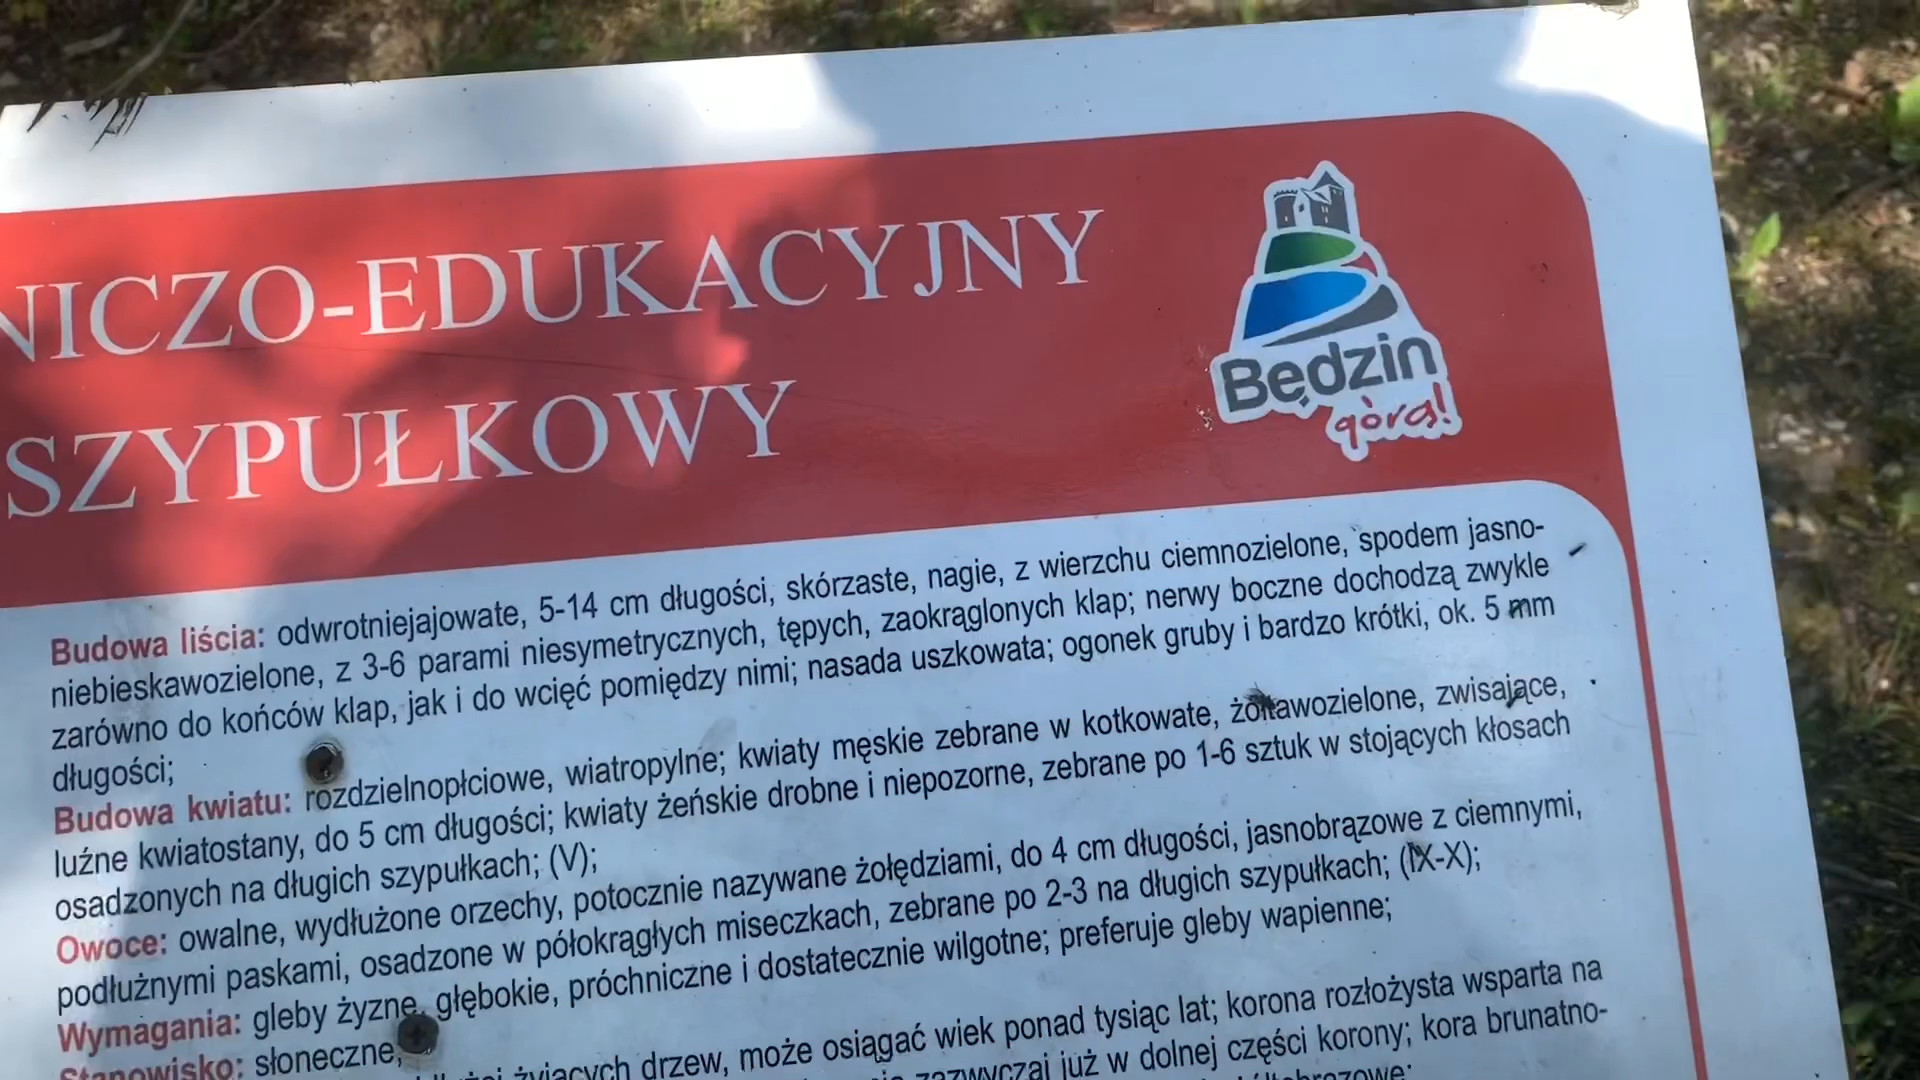 NICZO-EDUKACYJNY
SZYPUŁKOWY
Będzin
góra!
Budowa liścia: odwrotniejajowate, 5-14 cm długości, skórzaste, nagie, z wierzchu ciemnozielone, spodem jasno-
niebieskawozielone, z 3-6 parami niesymetrycznych, tępych, zaokrąglonych klap; nerwy boczne dochodzą zwykle
zarówno do końców klap, jak i do wcięć pomiędzy nimi; nasada uszkowata; ogonek gruby i bardzo krótki, ok. 5 mm
długości;
Budowa kwiatu: rozdzielnopłciowe, wiatropylne; kwiaty męskie zebrane w kotkowate, żółtawozielone, zwisające,
luźne kwiatostany, do 5 cm długości; kwiaty żeńskie drobne i niepozorne, zebrane po 1-6 sztuk w stojących kłosach
osadzonych na długich szypułkach; (V);
Owoce: owalne, wydłużone orzechy, potocznie nazywane żołędziami, do 4 cm długości, jasnobrązowe z ciemnymi,
podłużnymi paskami, osadzone w półokrągłych miseczkach, zebrane po 2-3 na długich szypułkach; (IX-X);
Wymagania: gleby żyzne, głębokie, próchniczne i dostatecznie wilgotne; preferuje gleby wapienne;
Stanowisko: słoneczne;
żyjących drzew, może osiągać wiek ponad tysiąc lat; korona rozłożysta wsparta na
zazwyczaj już w dolnej części korony; kora brunatno-